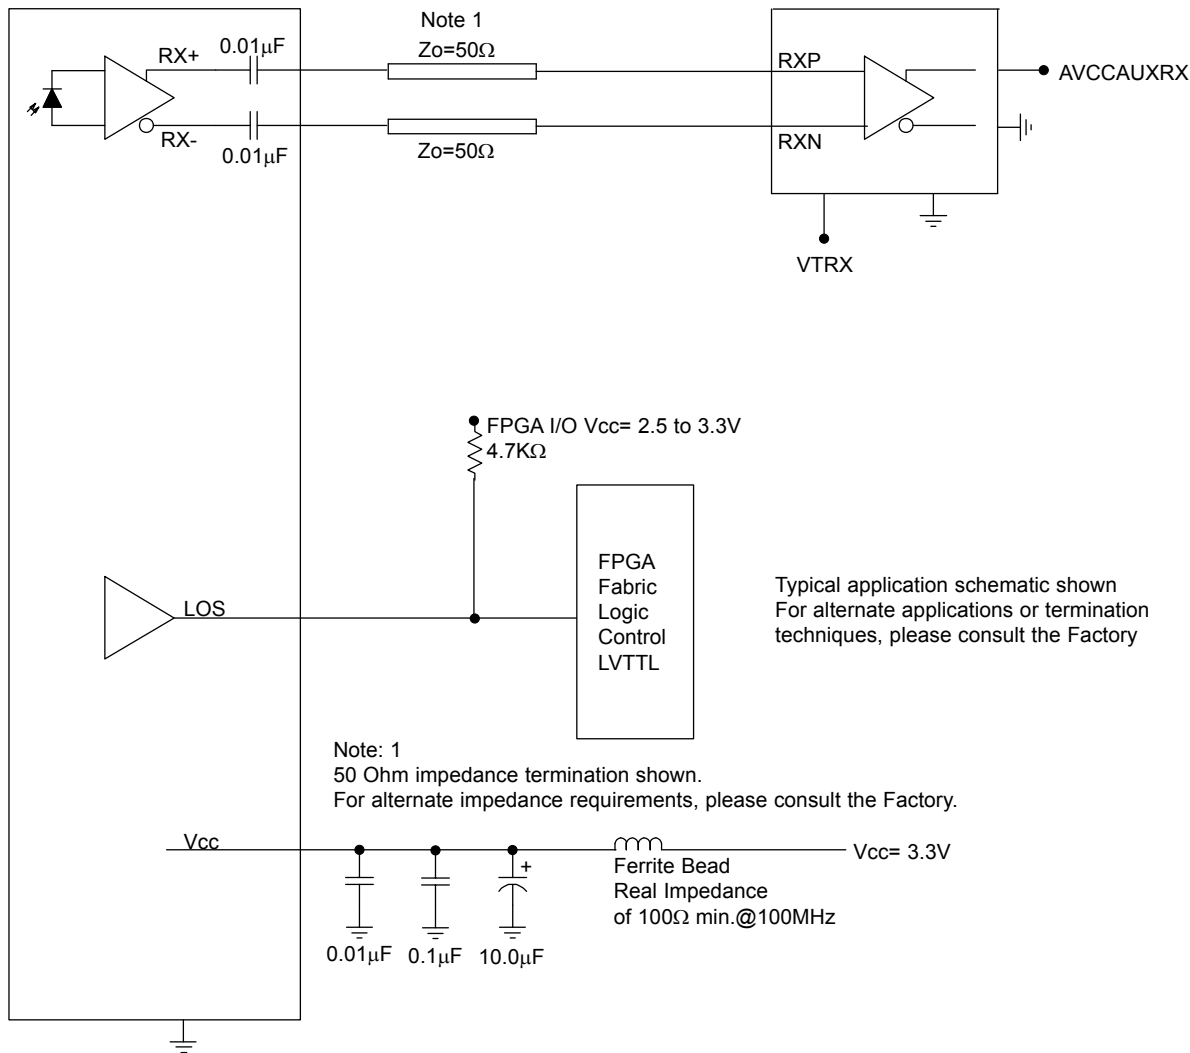 Note 1
Zo=50Ω
RX+
0.01μF
RX-
0.01μF
Zo=50Ω
RXP
RXN
AVCCAUXRX
VTRX
FPGA I/O Vcc= 2.5 to 3.3V
4.7KΩ
FPGA
Fabric
Logic
Control
LVTTL
LOS
Typical application schematic shown
For alternate applications or termination
techniques, please consult the Factory
Note: 1
50 Ohm impedance termination shown.
For alternate impedance requirements, please consult the Factory.
Vcc
+
Vcc= 3.3V
Ferrite Bead
Real Impedance
of 100Ω min.@100MHz
0.01μF
0.1μF
10.0μF